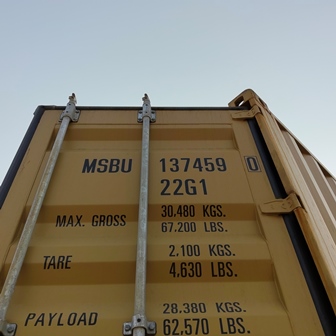 MSBU 137459 0
22G1
MAX. GROSS 30.480 KGS.
67.200 LBS.
TARE 2.100 KGS.
4.630 LBS.
PAYLOAD 28.380 KGS.
62.570 LBS.